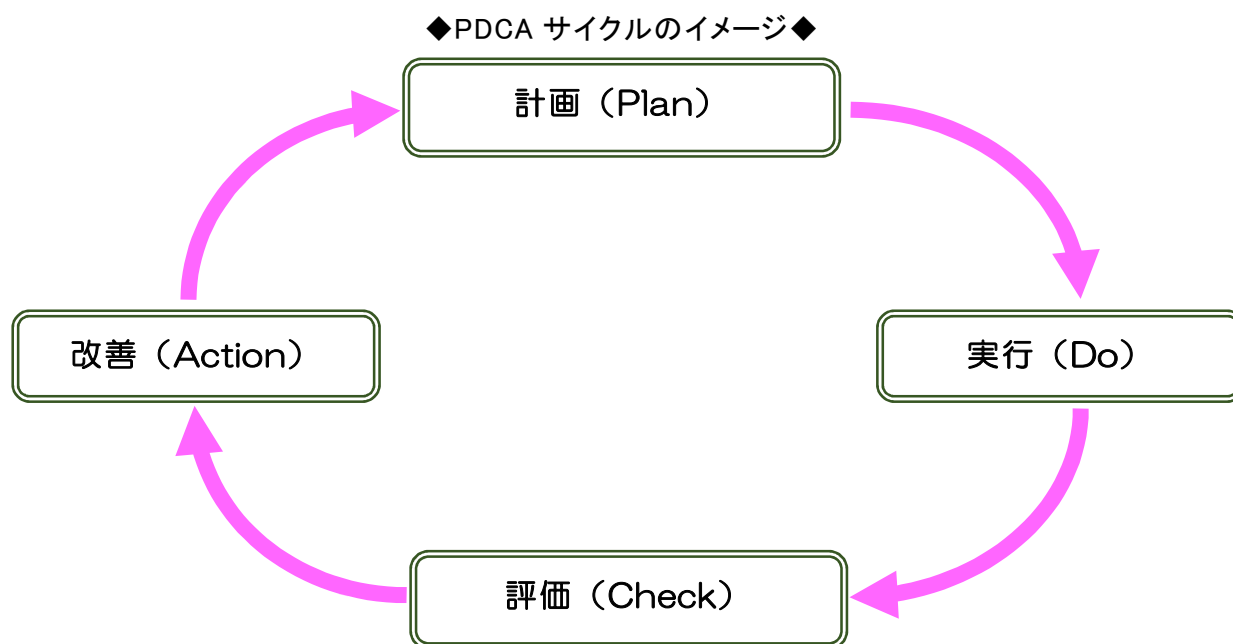 ◆PDCA サイクルのイメージ◆
計画（Plan）
実行（Do）
評価（Check）
改善（Action）